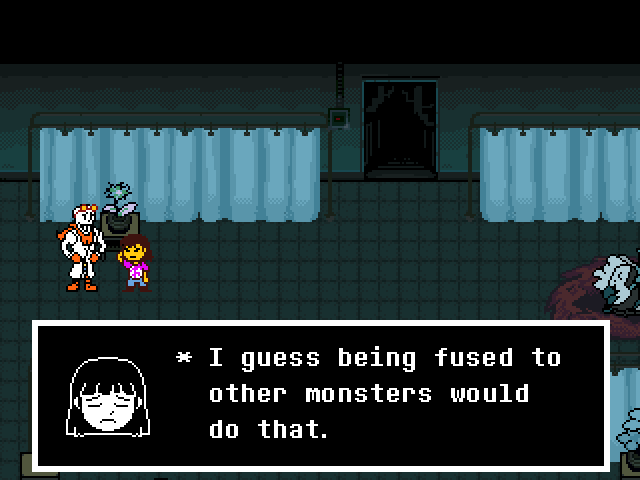 * I guess being fused to
other monsters would
do that.